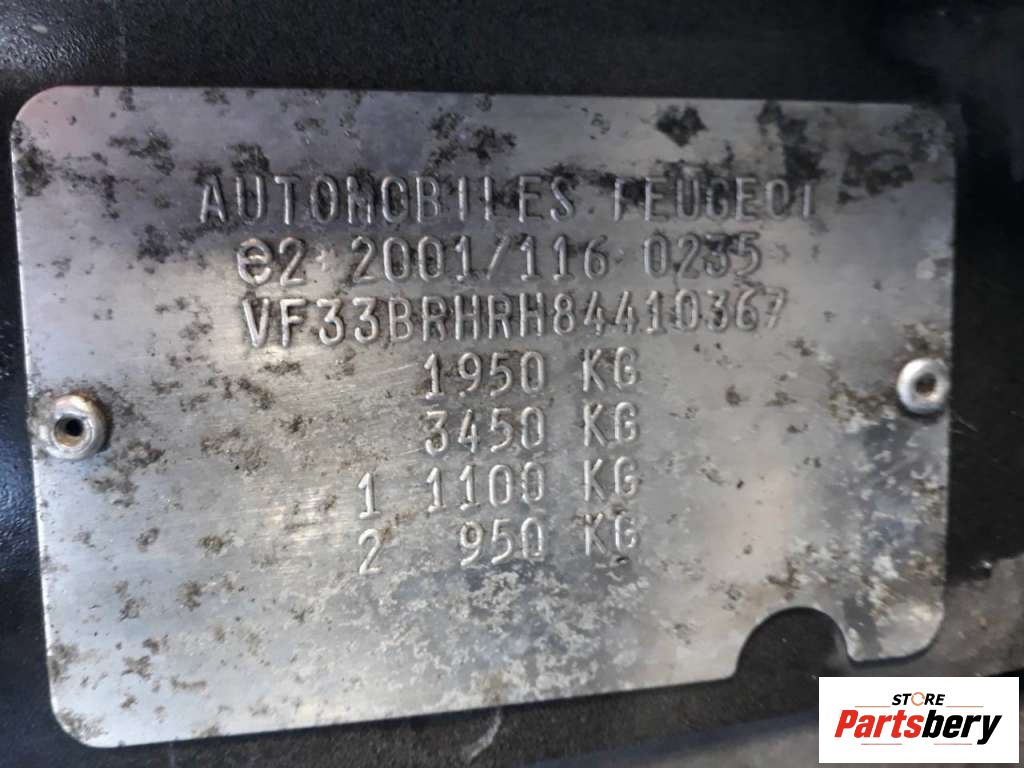 AUTOMOBILES PEUGEOT
e2*2001/116*0235
VF33BRHRH84410367
1950 KG
3450 KG
1 1100 KG
2 950 KG
STORE
Partsbery